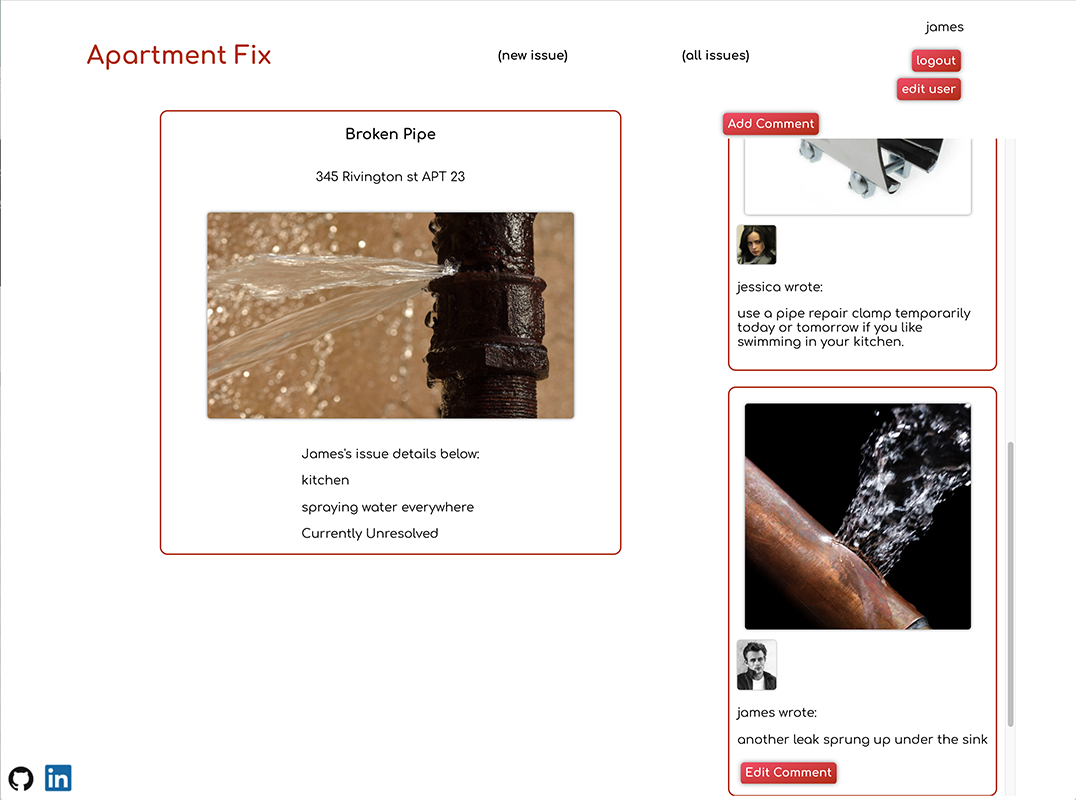 james
Apartment Fix
(new issue)
(all issues)
logout
edit user
Broken Pipe
345 Rivington st APT 23
James's issue details below:
kitchen
spraying water everywhere
Currently Unresolved
Add Comment
jessica wrote:
use a pipe repair clamp temporarily
today or tomorrow if you like
swimming in your kitchen.
james wrote:
another leak sprung up under the sink
Edit Comment
in